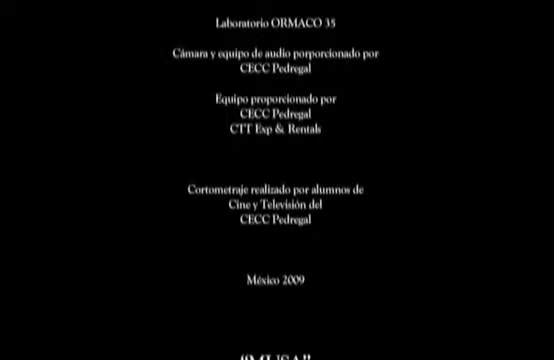 Laboratorio ORMACO 35
Cámara y equipo de audio porporcionado por
CECC Pedregal
Equipo proporcionado por
CECC Pedregal
CTT Exp & Rentals
Cortometraje realizado por alumnos de
Cine y Televisión del
CECC Pedregal
México 2009